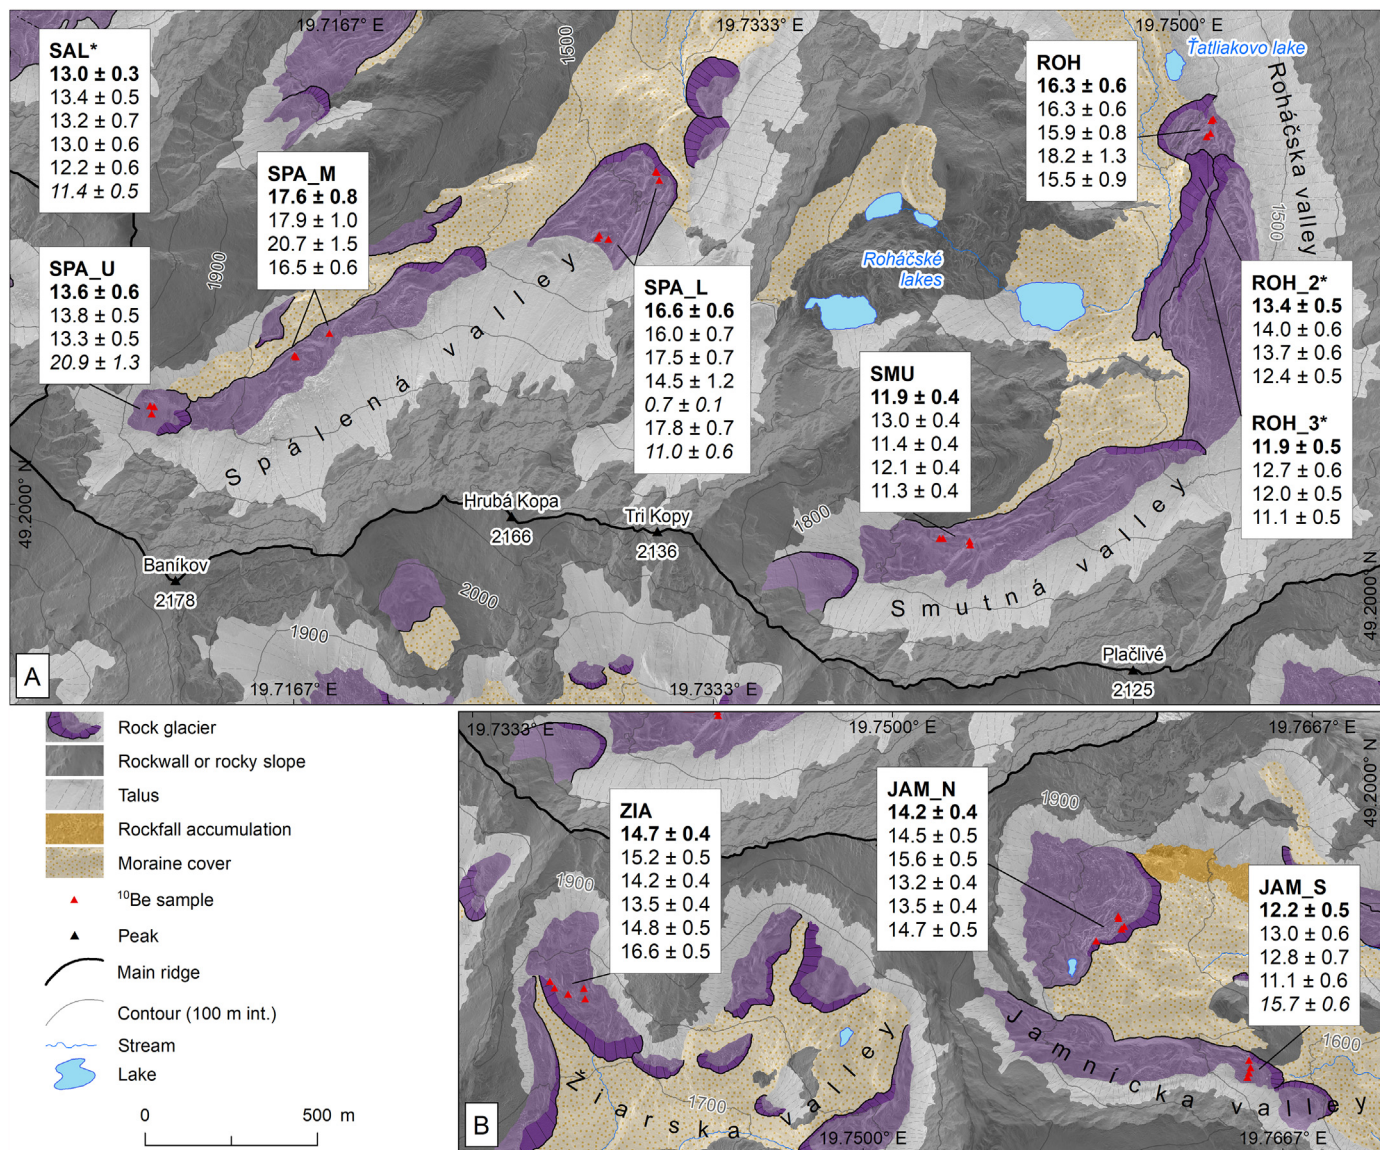 19.7167° E
19.7333° E
19.7500° E
Ťatliakovo lake
SAL*
13.0 ± 0.3
13.4 ± 0.5
13.2 ± 0.7
13.0 ± 0.6
12.2 ± 0.6
11.4 ± 0.5
1500
ROH
16.3 ± 0.6
16.3 ± 0.6
15.9 ± 0.8
18.2 ± 1.3
15.5 ± 0.9
Roháčska valley
1500
SPA_M
17.6 ± 0.8
17.9 ± 1.0
20.7 ± 1.5
16.5 ± 0.6
1900
SPA_U
13.6 ± 0.6
13.8 ± 0.5
13.3 ± 0.5
20.9 ± 1.3
Roháčske
lakes
SPA_L
16.6 ± 0.6
16.0 ± 0.7
17.5 ± 0.7
14.5 ± 1.2
0.7 ± 0.1
17.8 ± 0.7
11.0 ± 0.6
ROH_2*
13.4 ± 0.5
14.0 ± 0.6
13.7 ± 0.6
12.4 ± 0.5
SMU
11.9 ± 0.4
13.0 ± 0.4
11.4 ± 0.4
12.1 ± 0.4
11.3 ± 0.4
ROH_3*
11.9 ± 0.5
12.7 ± 0.6
12.0 ± 0.5
11.1 ± 0.5
Spálená valley
49.2000° N
Hrubá Kopa
2166
Tri Kopy
2136
1800
Baníkov
2178
2000
1900
Smutná valley
49.2000° N
Plačlivé
2125
A
19.7167° E
19.7333° E
Rock glacier
Rockwall or rocky slope
Talus
Rockfall accumulation
Moraine cover
¹⁰Be sample
Peak
Main ridge
Contour (100 m int.)
Stream
Lake
0 500 m
19.7333° E
19.7500° E
19.7667° E
49.2000° N
ZIA
14.7 ± 0.4
15.2 ± 0.5
14.2 ± 0.4
13.5 ± 0.4
14.8 ± 0.5
16.6 ± 0.5
JAM_N
14.2 ± 0.4
14.5 ± 0.5
15.6 ± 0.5
13.2 ± 0.4
13.5 ± 0.4
14.7 ± 0.5
1900
1900
JAM_S
12.2 ± 0.5
13.0 ± 0.6
12.8 ± 0.7
11.1 ± 0.6
15.7 ± 0.6
Jamnícka valley
1600
Žiarska valley
1700
B
19.7500° E
19.7667° E